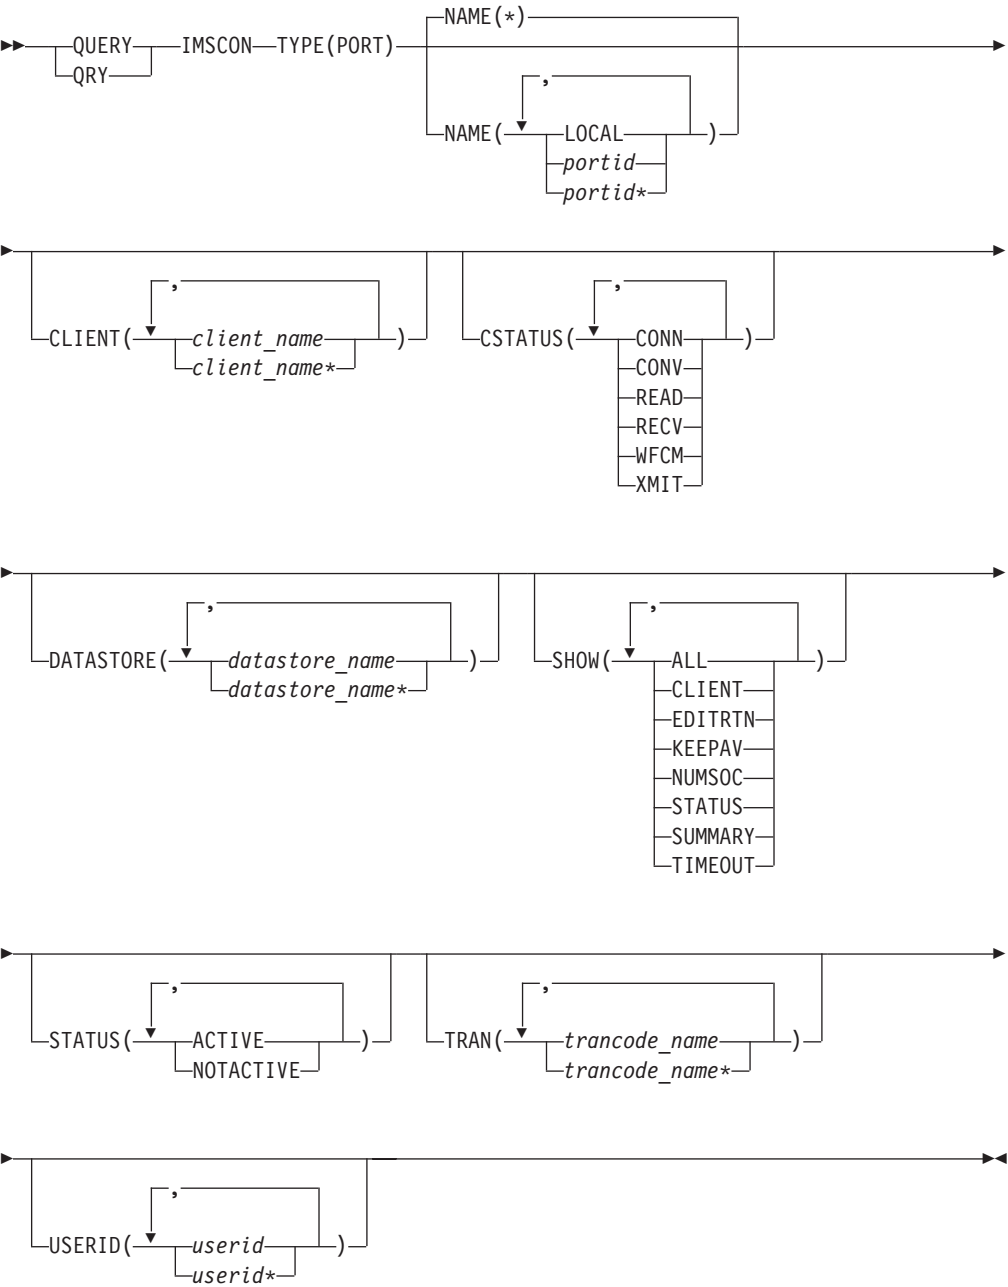 NAME(*)
QUERY IMSCON TYPE(PORT)
QRY
,
NAME( LOCAL )
portid
portid*
, ,
CLIENT( client_name ) CSTATUS( CONN )
client_name* CONV
READ
RECV
WFCM
XMIT
, ,
DATASTORE( datastore_name ) SHOW( ALL )
datastore_name* CLIENT
EDITRTN
KEEPAV
NUMSOC
STATUS
SUMMARY
TIMEOUT
, ,
STATUS( ACTIVE ) TRAN( trancode_name )
NOTACTIVE trancode_name*
,
USERID( userid )
userid*